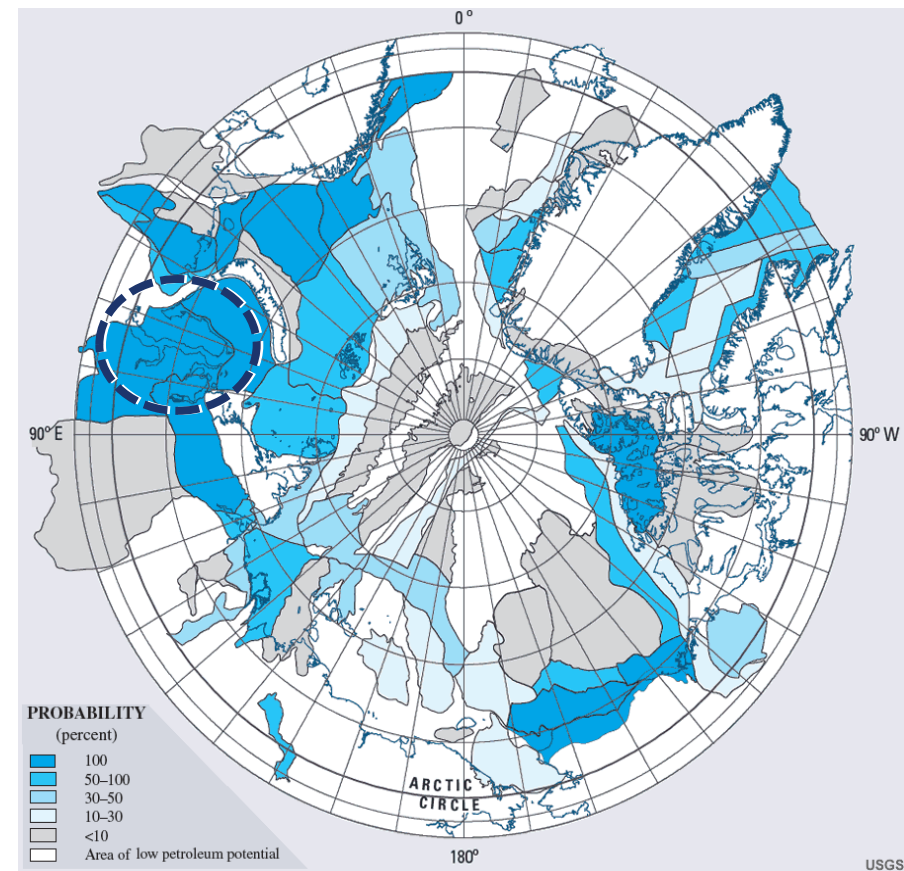 0°
90° E
90° W
PROBABILITY
(percent)
100
50–100
30–50
10–30
<10
Area of low petroleum potential
ARCTIC
CIRCLE
180°
USGS